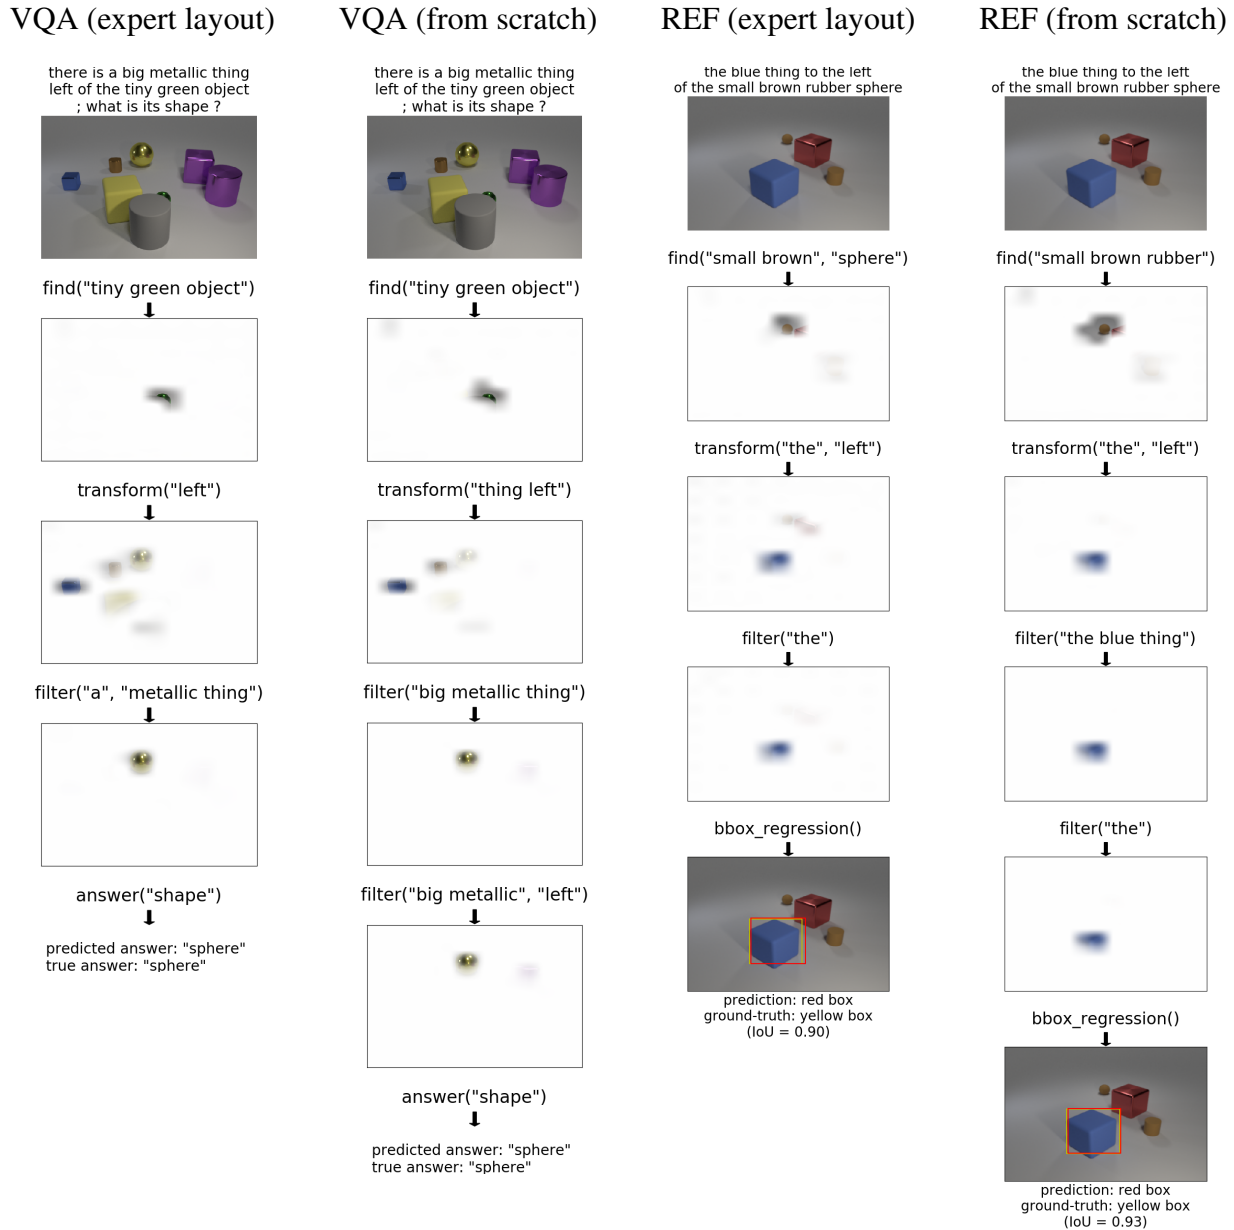 VQA (expert layout)
there is a big metallic thing
left of the tiny green object
; what is its shape ?
find("tiny green object")
transform("left")
filter("a", "metallic thing")
answer("shape")
predicted answer: "sphere"
true answer: "sphere"
VQA (from scratch)
there is a big metallic thing
left of the tiny green object
; what is its shape ?
find("tiny green object")
transform("thing left")
filter("big metallic thing")
filter("big metallic", "left")
answer("shape")
predicted answer: "sphere"
true answer: "sphere"
REF (expert layout)
the blue thing to the left
of the small brown rubber sphere
find("small brown", "sphere")
transform("the", "left")
filter("the")
bbox_regression()
prediction: red box
ground-truth: yellow box
(IoU = 0.90)
REF (from scratch)
the blue thing to the left
of the small brown rubber sphere
find("small brown rubber")
transform("the", "left")
filter("the blue thing")
filter("the")
bbox_regression()
prediction: red box
ground-truth: yellow box
(IoU = 0.93)